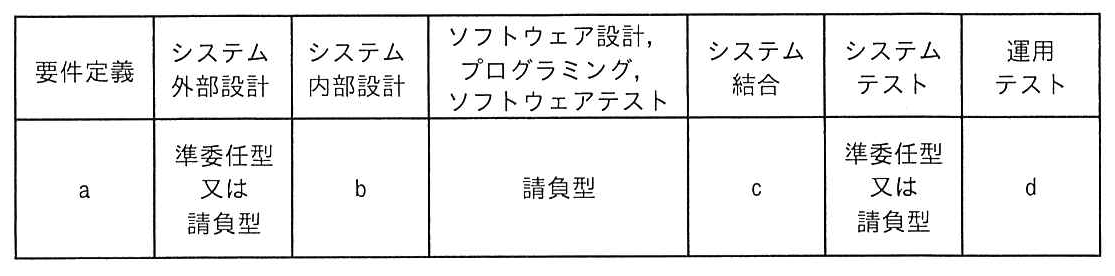 要件定義
システム
外部設計
システム
内部設計
ソフトウェア設計,
プログラミング,
ソフトウェアテスト
システム
結合
システム
テスト
運用
テスト
a
準委任型
又は
請負型
b
請負型
c
準委任型
又は
請負型
d